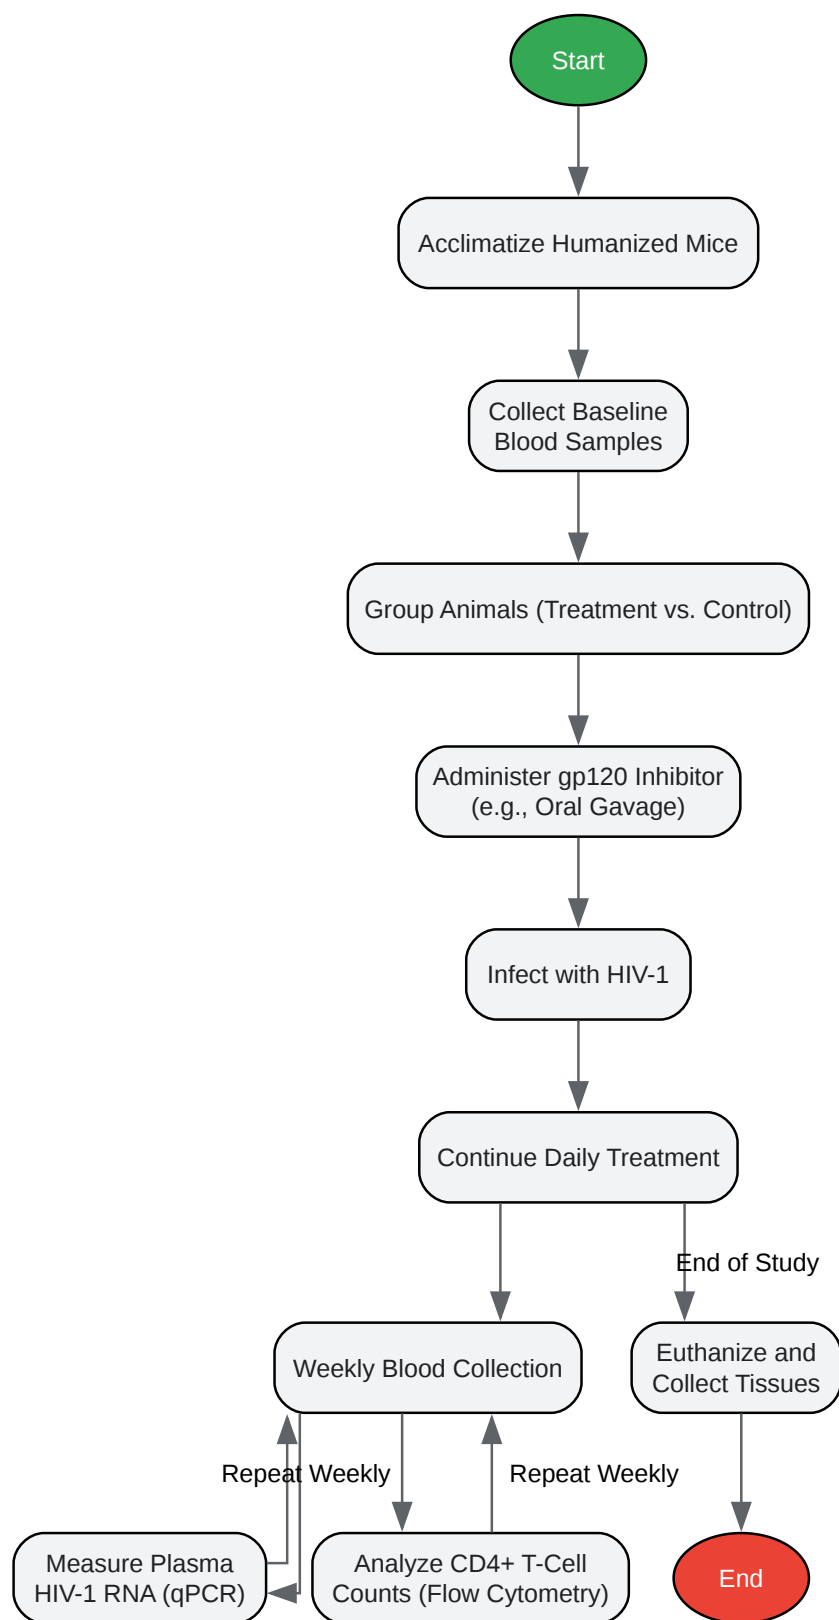 Start
Acclimatize Humanized Mice
Collect Baseline
Blood Samples
Group Animals (Treatment vs. Control)
Administer gp120 Inhibitor
(e.g., Oral Gavage)
Infect with HIV-1
Continue Daily Treatment
End of Study
Weekly Blood Collection
Euthanize and
Collect Tissues
Repeat Weekly
Repeat Weekly
Measure Plasma
HIV-1 RNA (qPCR)
Analyze CD4+ T-Cell
Counts (Flow Cytometry)
End